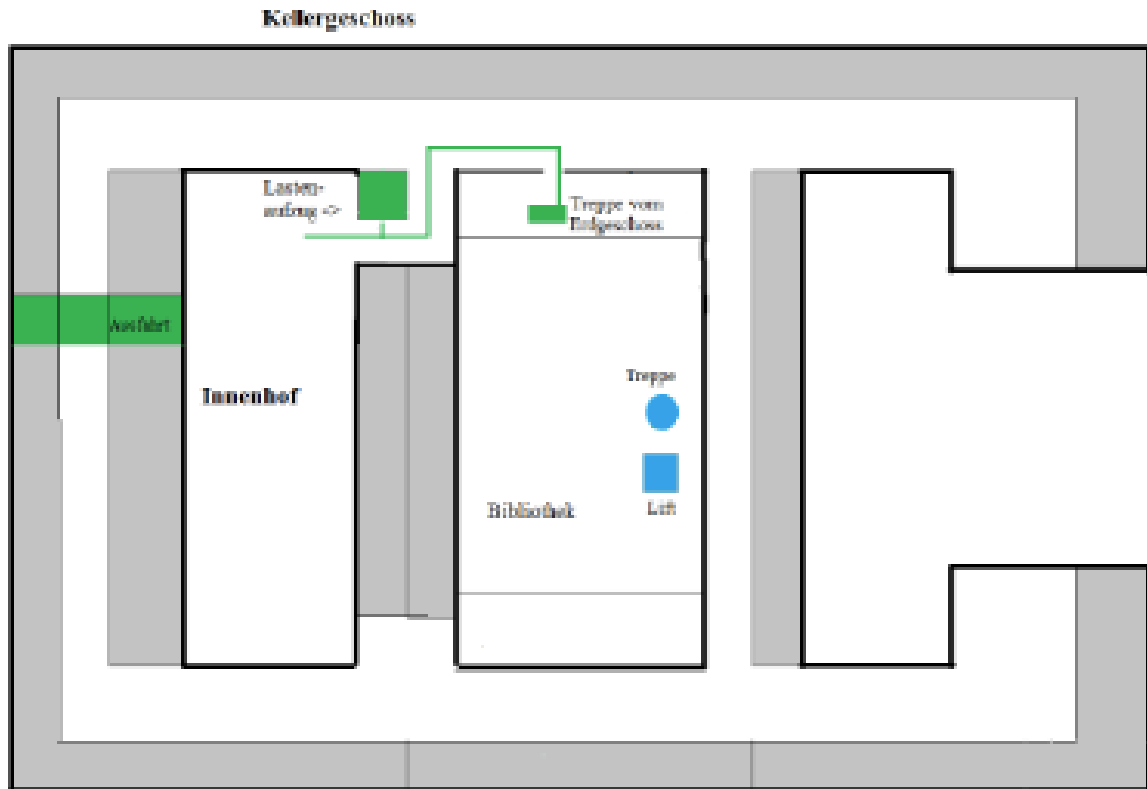 Kellergeschoss
Lasten-
aufzug ->
Treppe vom
Erdgeschoss
Ausfahrt
Treppe
Innenhof
Bibliothek
Lift